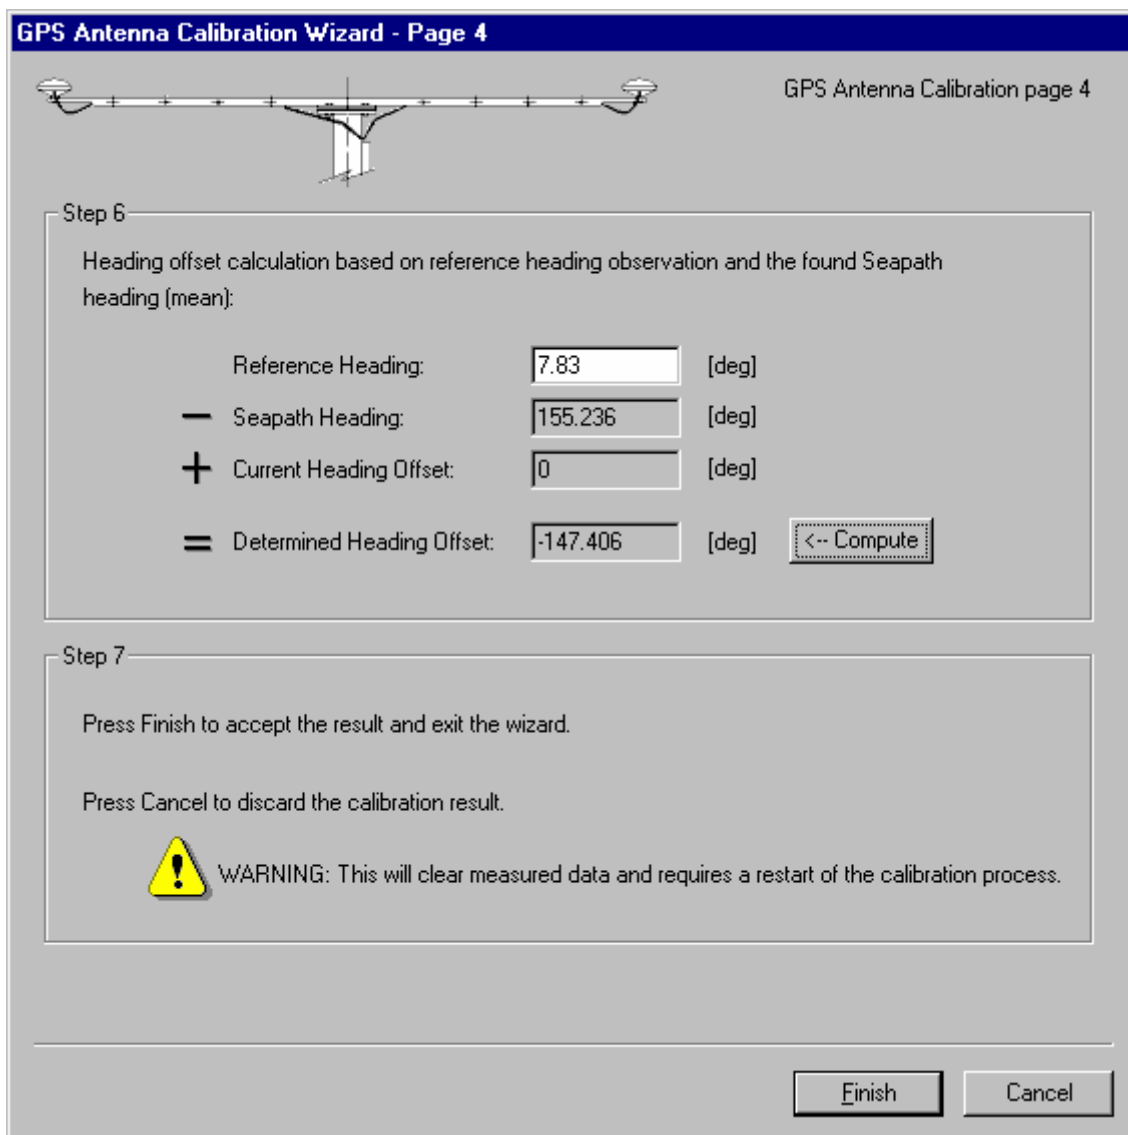 GPS Antenna Calibration Wizard - Page 4
GPS Antenna Calibration page 4
Step 6
Heading offset calculation based on reference heading observation and the found Seapath
heading (mean):
Reference Heading: 7.83 [deg]
− Seapath Heading: 155.236 [deg]
+ Current Heading Offset: 0 [deg]
= Determined Heading Offset: -147.406 [deg] <-- Compute
Step 7
Press Finish to accept the result and exit the wizard.
Press Cancel to discard the calibration result.
! WARNING: This will clear measured data and requires a restart of the calibration process.
Finish Cancel